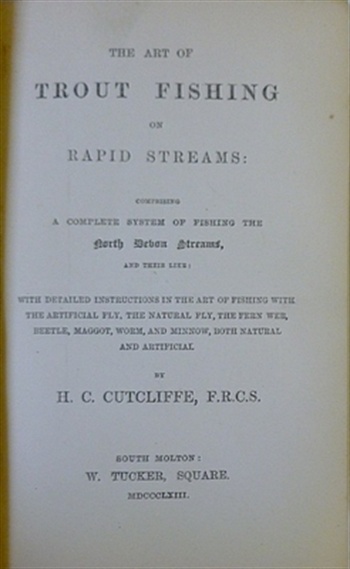 THE ART OF
TROUT FISHING
ON
RAPID STREAMS:
COMPRISING
A COMPLETE SYSTEM OF FISHING THE
North Devon Streams,
AND THEIR LIKE:
WITH DETAILED INSTRUCTIONS IN THE ART OF FISHING WITH
THE ARTIFICIAL FLY, THE NATURAL FLY, THE FERN WEB,
BEETLE, MAGGOT, WORM, AND MINNOW, BOTH NATURAL
AND ARTIFICIAL
BY
H. C. CUTCLIFFE, F.R.C.S.
SOUTH MOLTON:
W. TUCKER, SQUARE.
MDCCCLXIII.